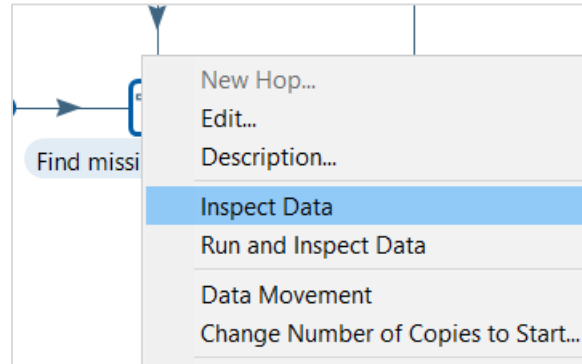 New Hop...
Edit...
Description...
Find missi
Inspect Data
Run and Inspect Data
Data Movement
Change Number of Copies to Start...